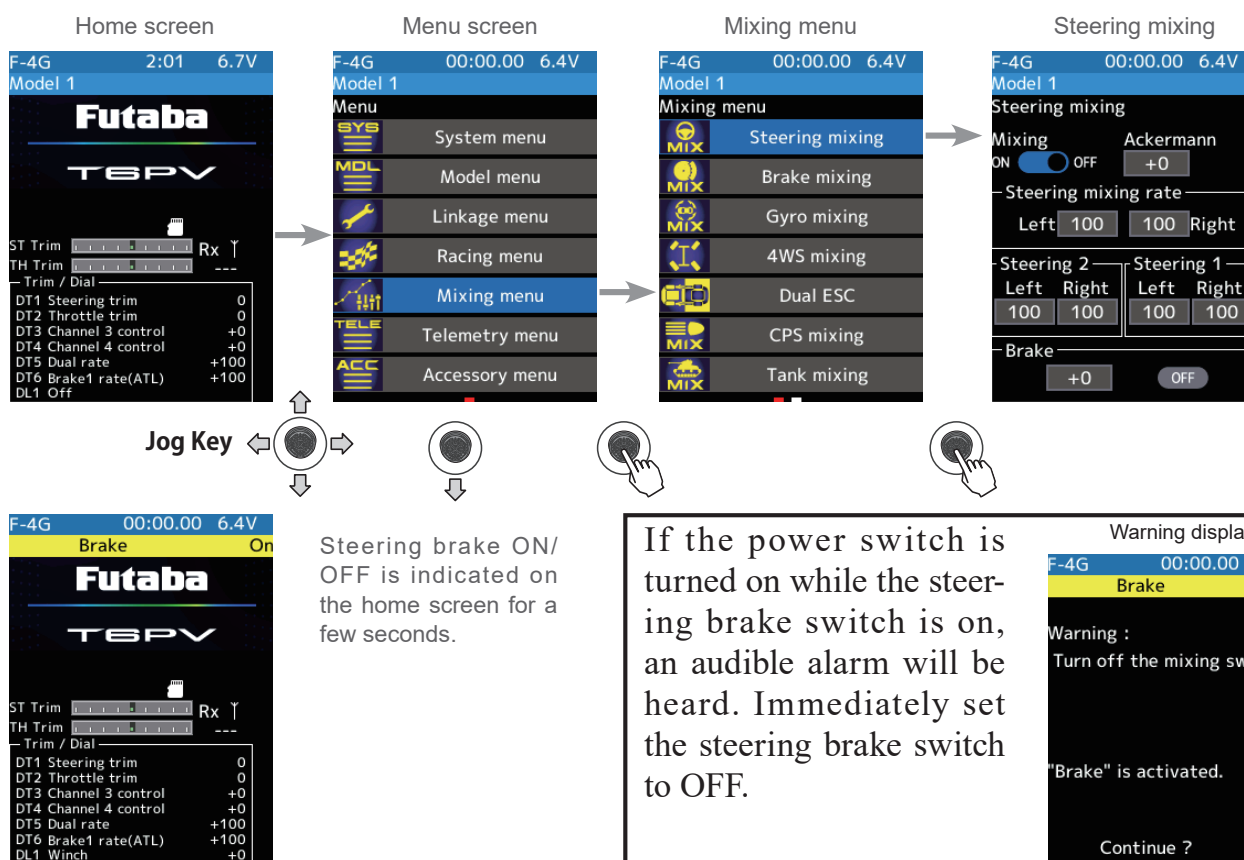 Home screen
Menu screen
Mixing menu
Steering mixing
F-4G 2:01 6.7V
Model 1
Futaba
T6PV
ST Trim
Rx
TH Trim
---
Trim / Dial
DT1 Steering trim 0
DT2 Throttle trim 0
DT3 Channel 3 control +0
DT4 Channel 4 control +0
DT5 Dual rate +100
DT6 Brake1 rate(ATL) +100
DL1 Off
F-4G 00:00.00 6.4V
Model 1
Menu
SYS System menu
MDL Model menu
Linkage menu
Racing menu
Mixing menu
TELE Telemetry menu
ACC Accessory menu
F-4G 00:00.00 6.4V
Model 1
Mixing menu
MIX Steering mixing
MIX Brake mixing
MIX Gyro mixing
4WS mixing
Dual ESC
MIX CPS mixing
MIX Tank mixing
F-4G 00:00.00 6.4V
Model 1
Steering mixing
Mixing Ackermann
ON OFF +0
Steering mixing rate
Left 100 100 Right
Steering 2 Steering 1
Left Right Left Right
100 100 100 100
Brake
+0 OFF
Jog Key
F-4G 00:00.00 6.4V
Brake On
Futaba
T6PV
ST Trim
Rx
TH Trim
---
Trim / Dial
DT1 Steering trim 0
DT2 Throttle trim 0
DT3 Channel 3 control +0
DT4 Channel 4 control +0
DT5 Dual rate +100
DT6 Brake1 rate(ATL) +100
DL1 Winch +0
Steering brake ON/
OFF is indicated on
the home screen for a
few seconds.
If the power switch is
turned on while the steer-
ing brake switch is on,
an audible alarm will be
heard. Immediately set
the steering brake switch
to OFF.
Warning displa
F-4G 00:00.00
Brake
Warning :
Turn off the mixing sw
"Brake" is activated.
Continue ?